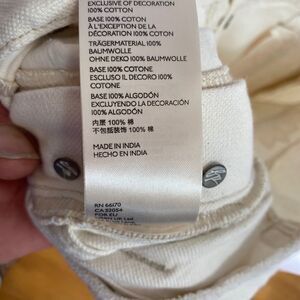 EXCLUSIVE OF DECORATION
100% COTTON
BASE 100% COTON
À L'EXCEPTION DE LA
DÉCORATION 100% COTON
TRÄGERMATERIAL 100%
BAUMWOLLE
OHNE DEKO 100% BAUMWOLLE
BASE 100% COTONE
ESCLUSO IL DECORO 100%
COTONE
BASE 100% ALGODÓN
EXCLUYENDO LA DECORACIÓN
100% ALGODÓN
内层 100% 棉
不包括装饰 100% 棉
MADE IN INDIA
HECHO EN INDIA
RN 66170
CA 32054
FOR EU